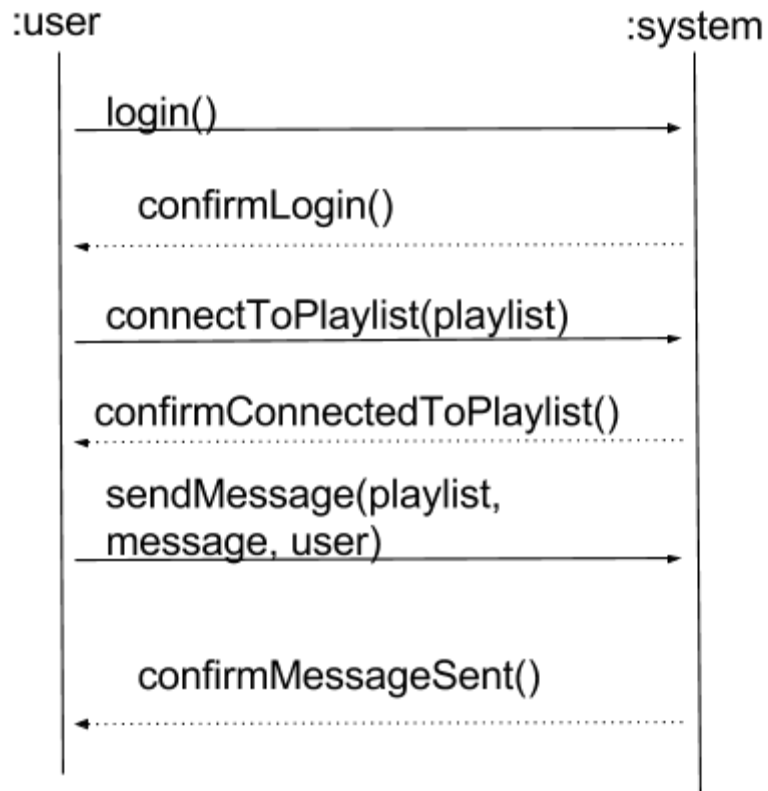 :user
:system
login()
confirmLogin()
connectToPlaylist(playlist)
confirmConnectedToPlaylist()
sendMessage(playlist,
message, user)
confirmMessageSent()